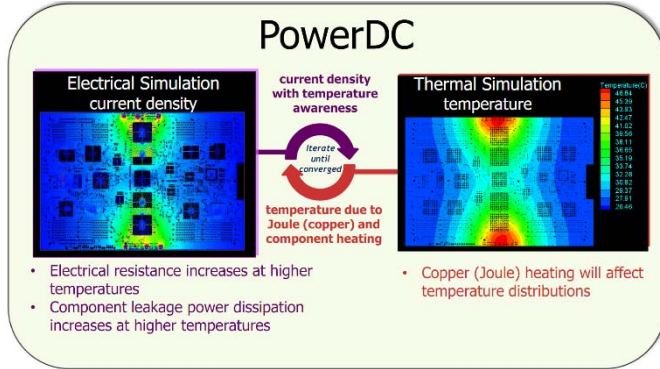 PowerDC
Electrical Simulation
current density
current density
with temperature
awareness
Iterate
until
converged
temperature due to
Joule (copper) and
component heating
Thermal Simulation
temperature
Temperature(C)
46.84
45.39
43.93
42.47
41.02
39.56
38.11
36.65
35.19
33.74
32.28
30.82
29.37
27.91
26.46
• Electrical resistance increases at higher
temperatures
• Component leakage power dissipation
increases at higher temperatures
• Copper (Joule) heating will affect
temperature distributions